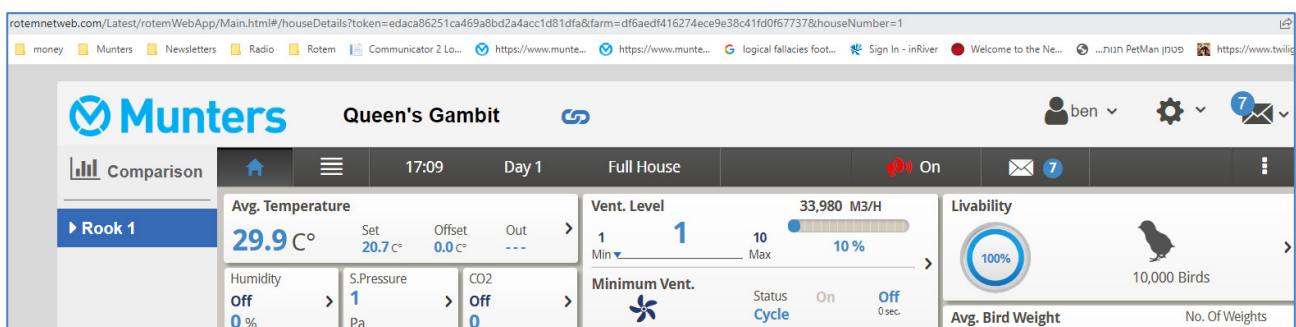 rotemnetweb.com/Latest/rotemWebApp/Main.html#/houseDetails?token=edaca86251ca469a8bd2a4acc1d81dfa&farm=df6aedf416274ece9e38c41fd0f67737&houseNumber=1
money Munters Newsletters Radio Rotem Communicator 2 Lo... https://www.munte... https://www.munte... logical fallacies foot... Sign In - inRiver Welcome to the Ne... פטמן PetMan חנות... https://www.twilig
Munters Queen's Gambit ben 7
Comparison 17:09 Day 1 Full House On 7
Rook 1
Avg. Temperature
29.9 C°
Set Offset Out
20.7 C° 0.0 C° ---
Humidity
Off
0 %
S.Pressure
1
Pa
CO2
Off
0
Vent. Level 33,980 M3/H
1 1 10
Min Max 10 %
Minimum Vent.
Status On Off
Cycle 0 sec.
Livability
100%
10,000 Birds
Avg. Bird Weight No. Of Weights